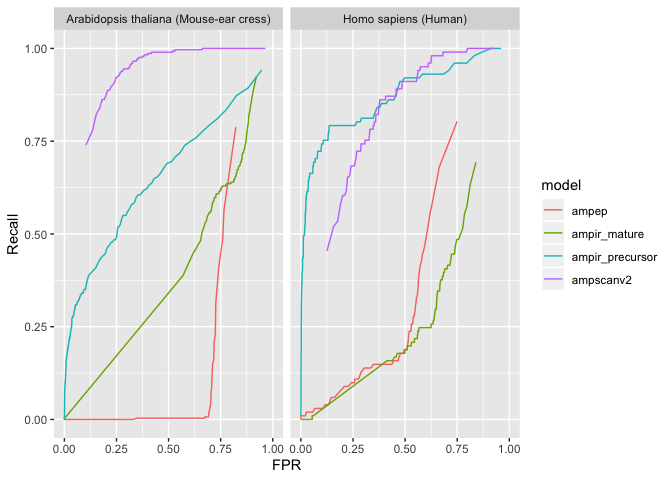 Arabidopsis thaliana (Mouse-ear cress) Homo sapiens (Human)
1.00
0.75
0.50
0.25
0.00
Recall
0.00 0.25 0.50 0.75 1.00 0.00 0.25 0.50 0.75 1.00
FPR
model
ampep
ampir_mature
ampir_precursor
ampscanv2